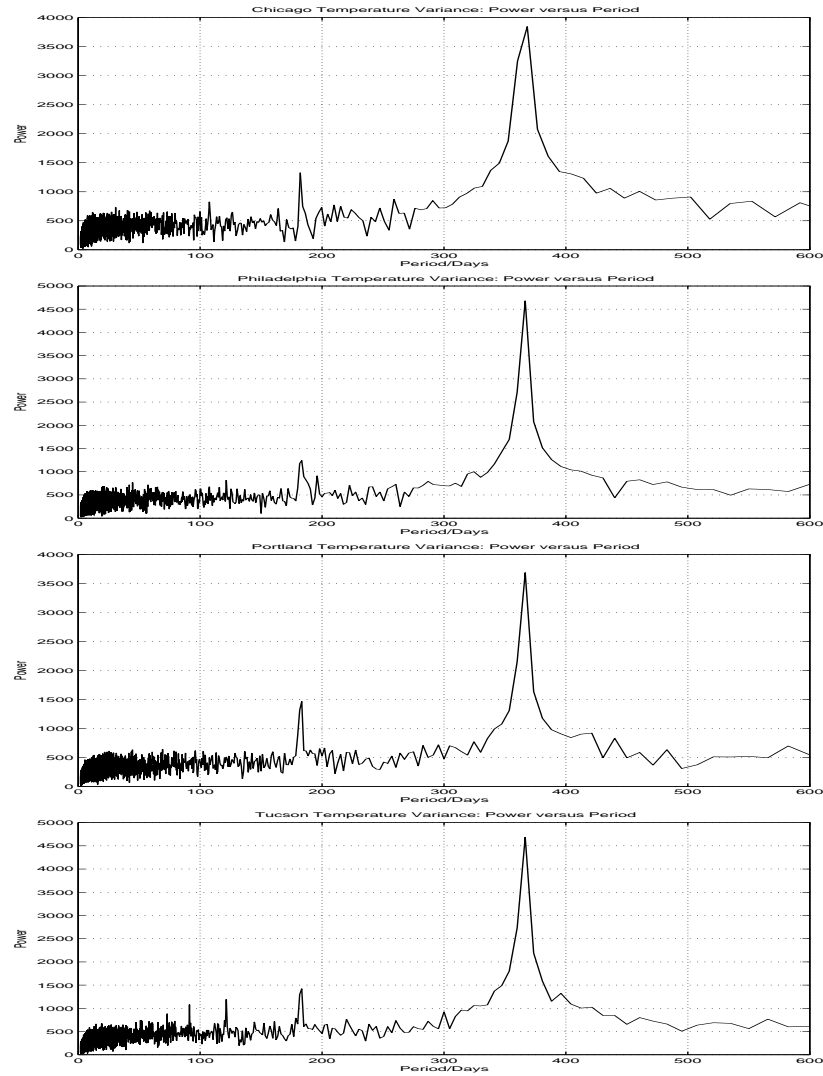 Chicago Temperature Variance: Power versus Period
4000
3500
3000
2500
2000
1500
1000
500
0
Power
0 100 200 300 400 500 600
Period/Days
Philadelphia Temperature Variance: Power versus Period
5000
4500
4000
3500
3000
2500
2000
1500
1000
500
0
Power
0 100 200 300 400 500 600
Period/Days
Portland Temperature Variance: Power versus Period
4000
3500
3000
2500
2000
1500
1000
500
0
Power
0 100 200 300 400 500 600
Period/Days
Tucson Temperature Variance: Power versus Period
5000
4500
4000
3500
3000
2500
2000
1500
1000
500
0
Power
0 100 200 300 400 500 600
Period/Days